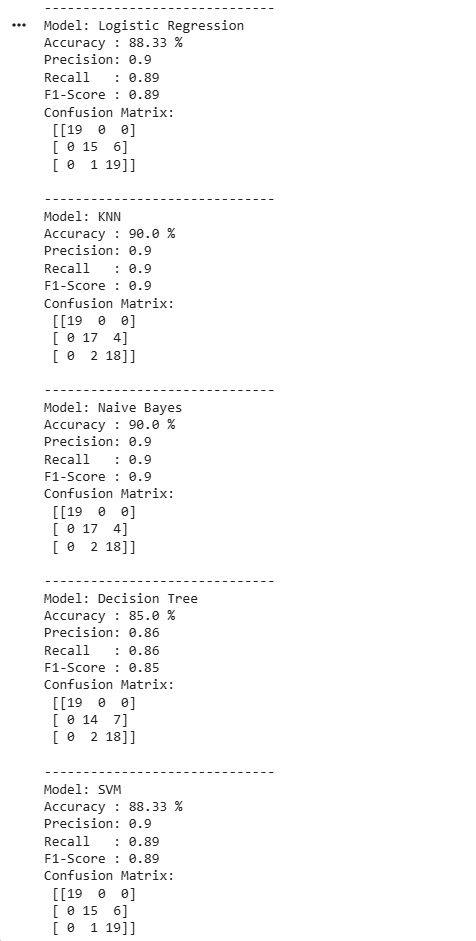 -----------------------------
••• Model: Logistic Regression
Accuracy : 88.33 %
Precision: 0.9
Recall   : 0.89
F1-Score : 0.89
Confusion Matrix:
 [[19  0  0]
 [ 0 15  6]
 [ 0  1 19]]

-----------------------------
Model: KNN
Accuracy : 90.0 %
Precision: 0.9
Recall   : 0.9
F1-Score : 0.9
Confusion Matrix:
 [[19  0  0]
 [ 0 17  4]
 [ 0  2 18]]

-----------------------------
Model: Naive Bayes
Accuracy : 90.0 %
Precision: 0.9
Recall   : 0.9
F1-Score : 0.9
Confusion Matrix:
 [[19  0  0]
 [ 0 17  4]
 [ 0  2 18]]

-----------------------------
Model: Decision Tree
Accuracy : 85.0 %
Precision: 0.86
Recall   : 0.86
F1-Score : 0.85
Confusion Matrix:
 [[19  0  0]
 [ 0 14  7]
 [ 0  2 18]]

-----------------------------
Model: SVM
Accuracy : 88.33 %
Precision: 0.9
Recall   : 0.89
F1-Score : 0.89
Confusion Matrix:
 [[19  0  0]
 [ 0 15  6]
 [ 0  1 19]]